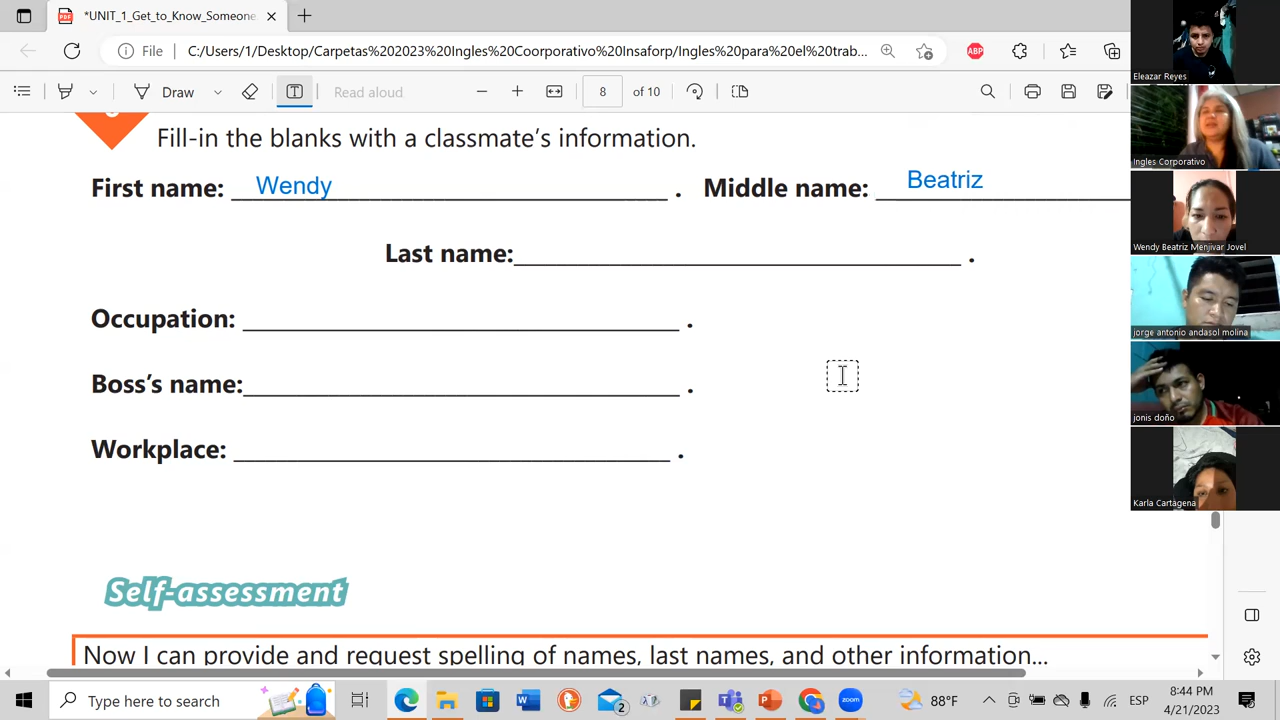 *UNIT_1_Get_to_Know_Someone
File C:/Users/1/Desktop/Carpetas%202023%20Ingles%20Coorporativo%20Insaforp/Ingles%20para%20el%20trab...
ABP
Draw Read aloud 8 of 10
Fill-in the blanks with a classmate's information.
First name: Wendy . Middle name: Beatriz
Last name: .
Occupation: .
Boss's name: .
Workplace: .
Self-assessment
Now I can provide and request spelling of names, last names, and other information...
Eleazar Reyes
Ingles Corporativo
Wendy Beatriz Menjivar Jovel
jorge antonio andasol molina
jonis doño
Karla Cartagena
Type here to search 2 zoom 88°F ESP 8:44 PM
4/21/2023